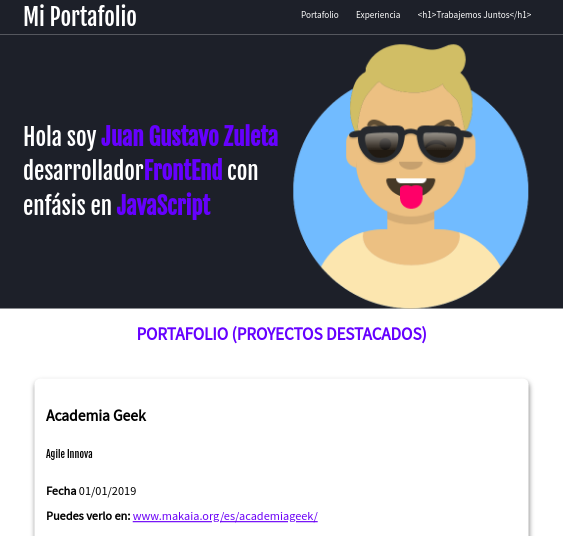 Mi Portafolio
Portafolio Experiencia <h1>Trabajemos Juntos</h1>
Hola soy Juan Gustavo Zuleta
desarrolladorFrontEnd con
enfásis en JavaScript
PORTAFOLIO (PROYECTOS DESTACADOS)
Academia Geek
Agile Innova
Fecha 01/01/2019
Puedes verlo en: www.makaia.org/es/academiageek/